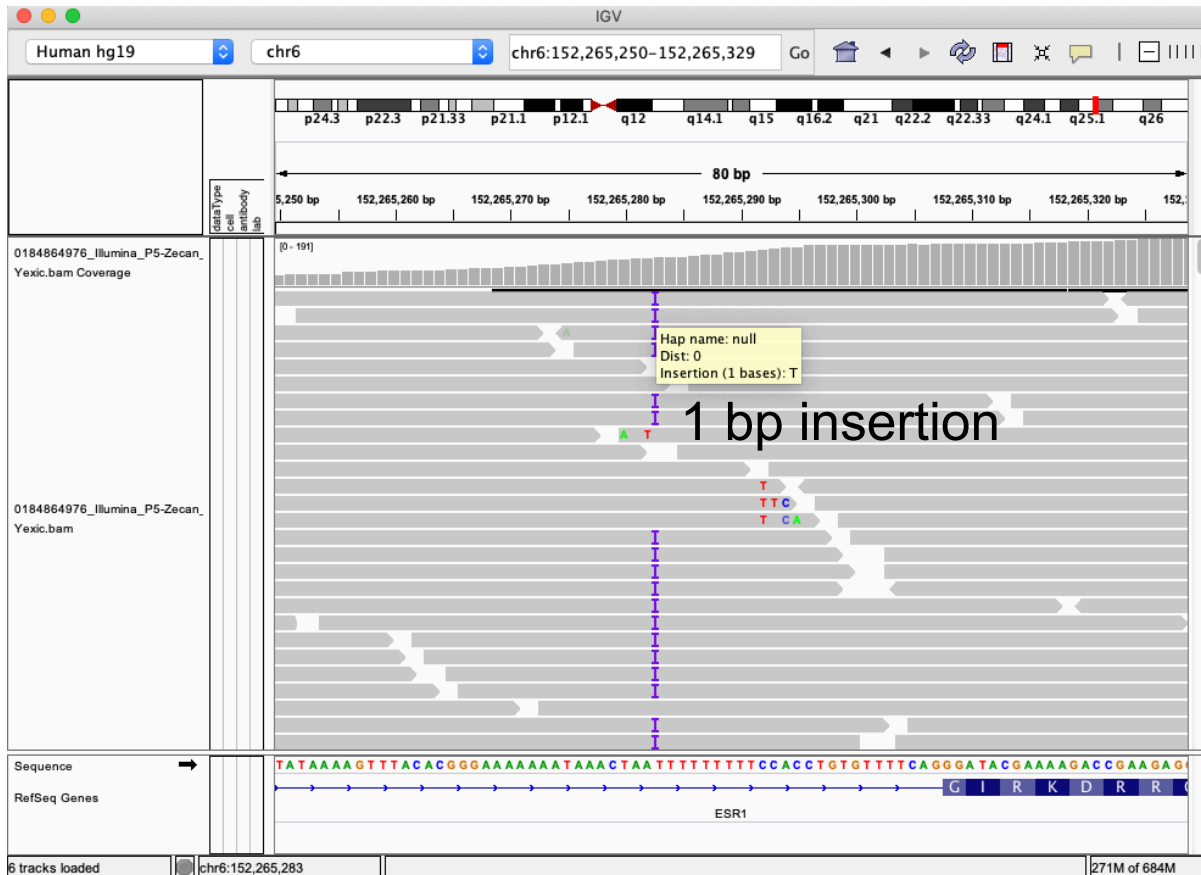 IGV
Human hg19 chr6 chr6:152,265,250-152,265,329 Go
p24.3 p22.3 p21.33 p21.1 p12.1 q12 q14.1 q15 q16.2 q21 q22.2 q22.33 q24.1 q25.1 q26
80 bp
dataType
cell
antibody
lab
5,250 bp 152,265,260 bp 152,265,270 bp 152,265,280 bp 152,265,290 bp 152,265,300 bp 152,265,310 bp 152,265,320 bp 152,
0184864976_Illumina_P5-Zecan_
Yexic.bam Coverage
[0 - 191]
A
Hap name: null
Dist: 0
Insertion (1 bases): T
1 bp insertion
A T
T
T T C
T C A
0184864976_Illumina_P5-Zecan_
Yexic.bam
Sequence
TATAAAAGTTTACACGGGAAAAAAATAAACTAATTTTTTTTTCCACCTGTGTTTTCAGGGATACGAAAAGACCGAAGAG
RefSeq Genes
G I R K D R R
ESR1
6 tracks loaded chr6:152,265,283 271M of 684M